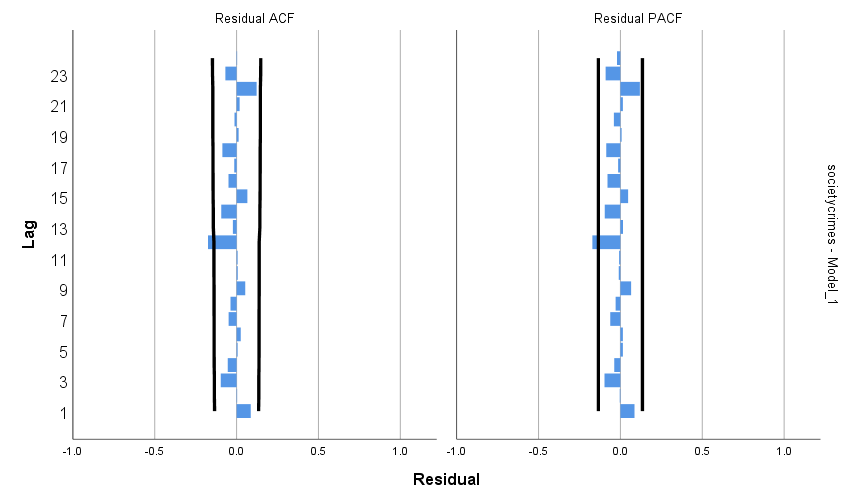 Residual ACF
Residual PACF
23
21
19
17
15
13
11
9
7
5
3
1
Lag
-1.0 -0.5 0.0 0.5 1.0
-1.0 -0.5 0.0 0.5 1.0
Residual
societycrimes - Model_1